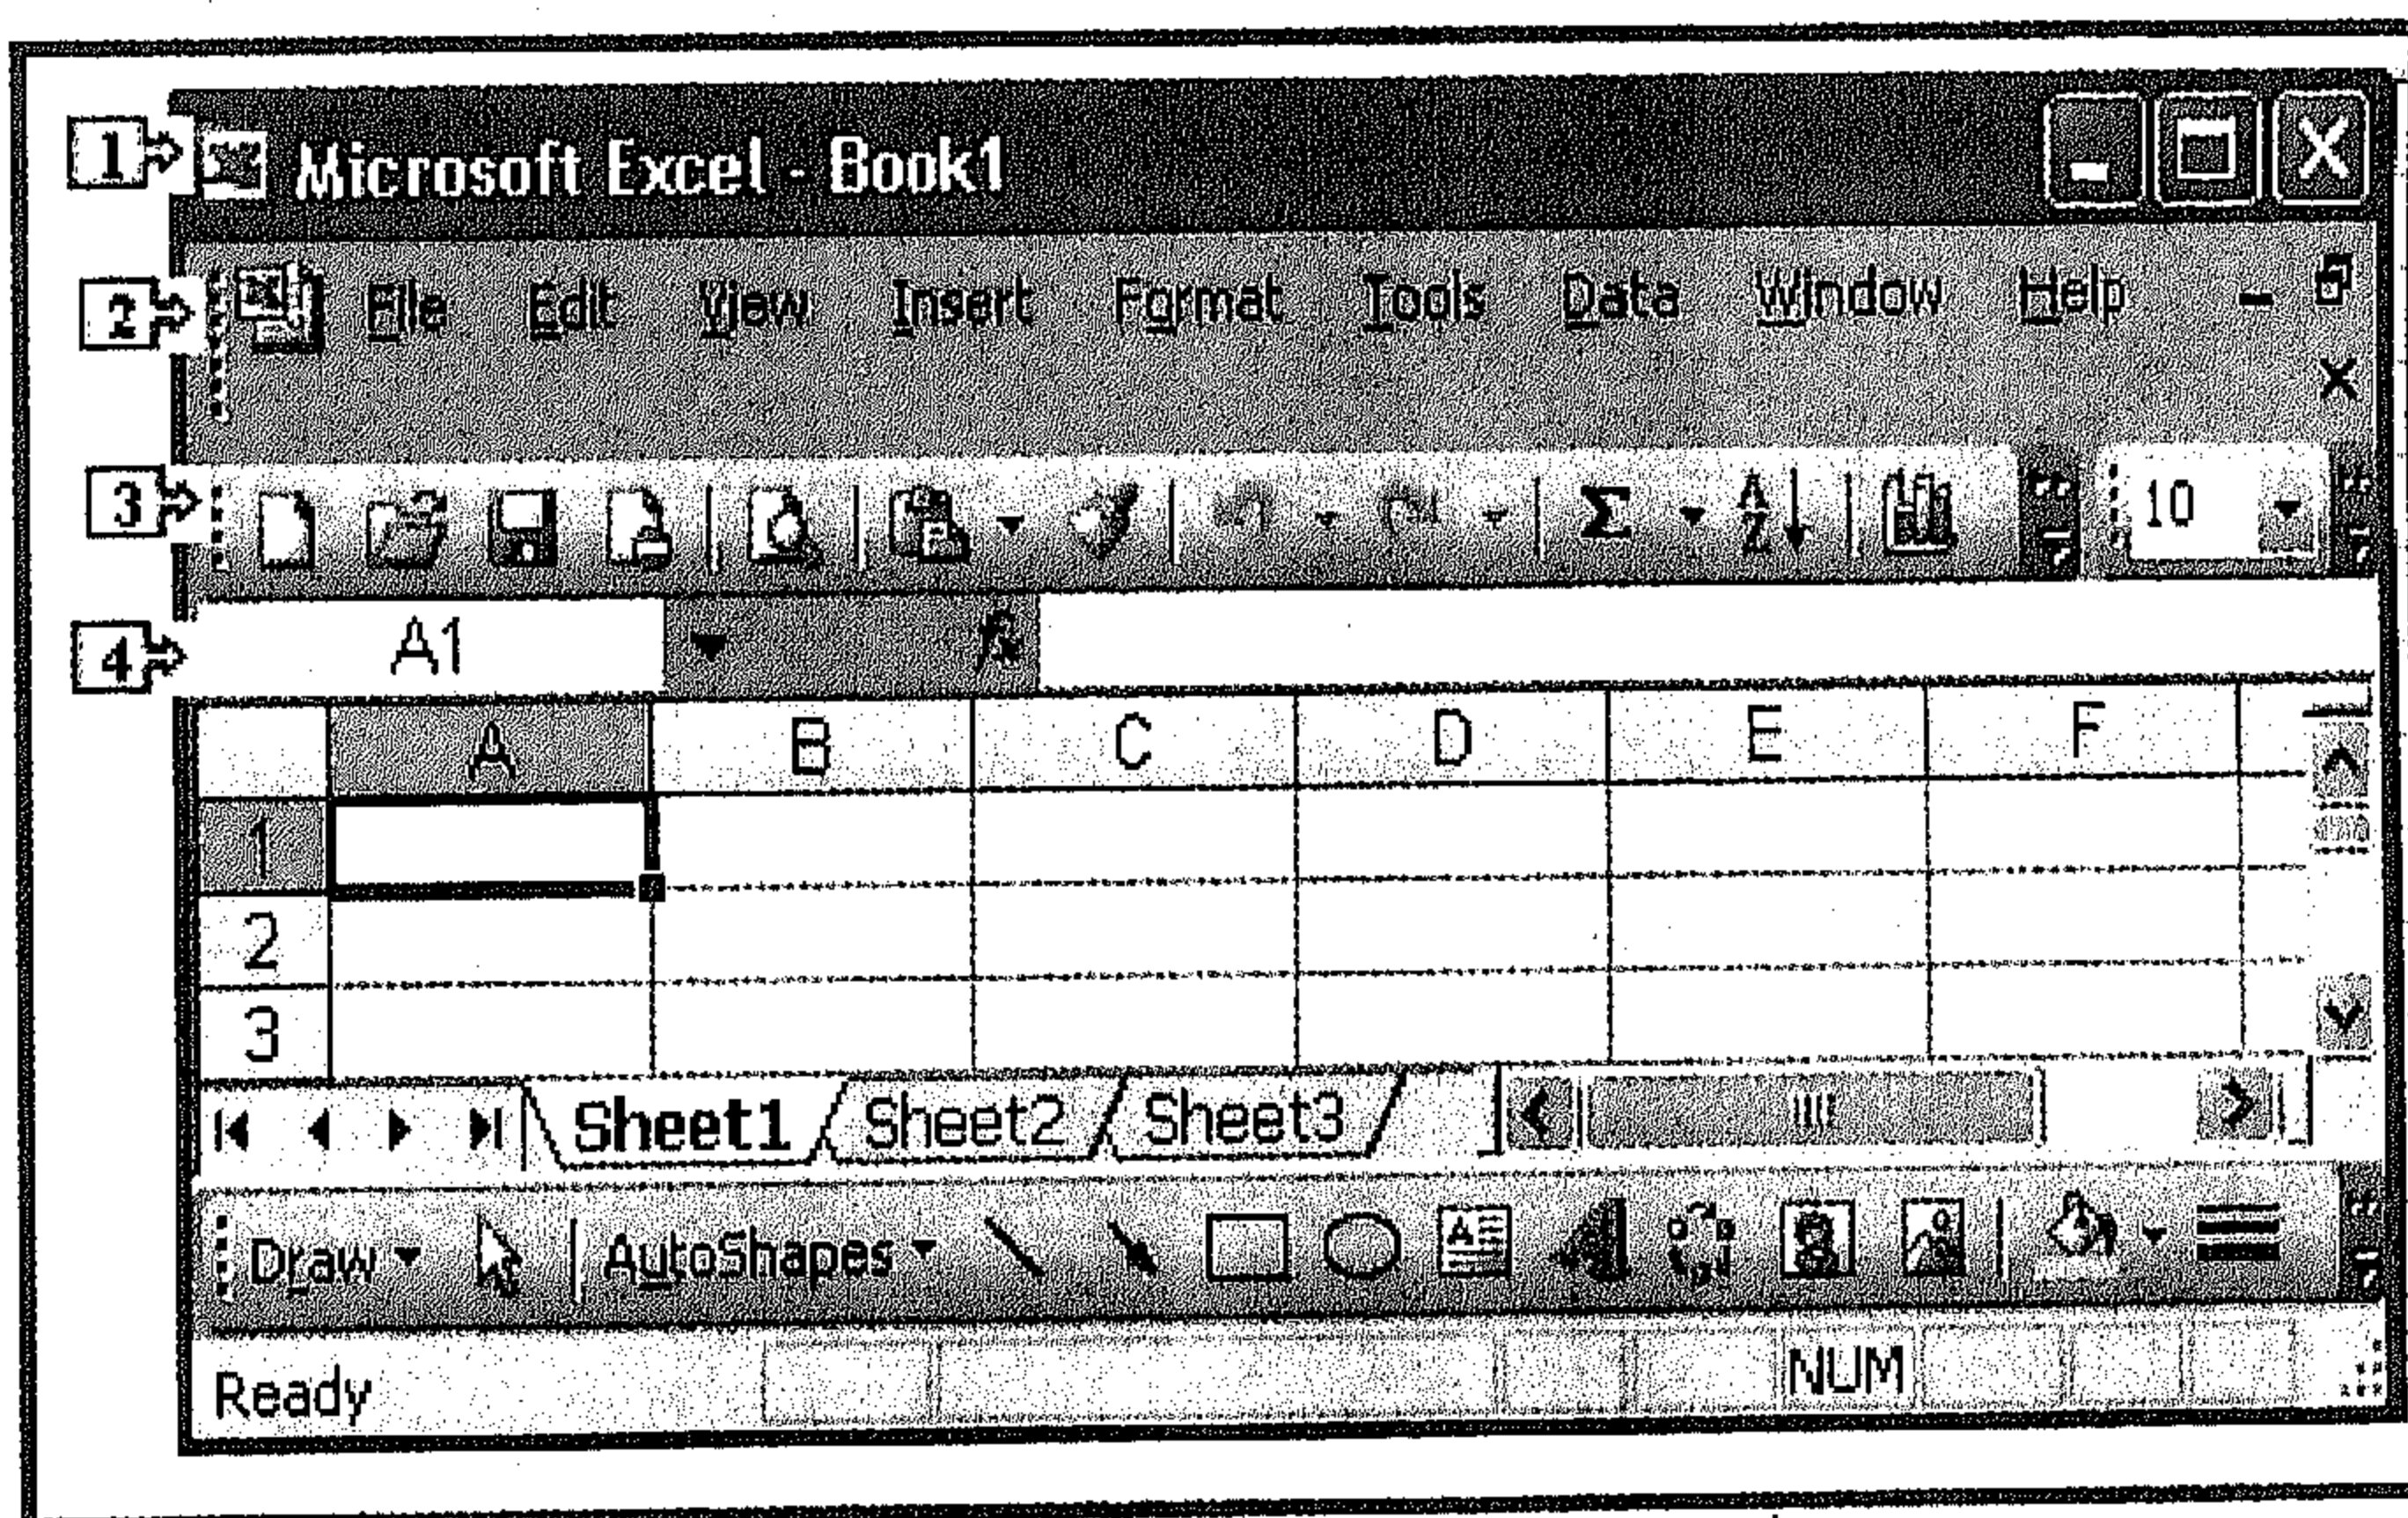 1 Microsoft Excel - Book1
2 File Edit View Insert Format Tools Data Window Help
3 Σ A Z 10
4 A1 fx
A B C D E F
1
2
3
Sheet1 Sheet2 Sheet3
Draw AutoShapes A A
Ready NUM